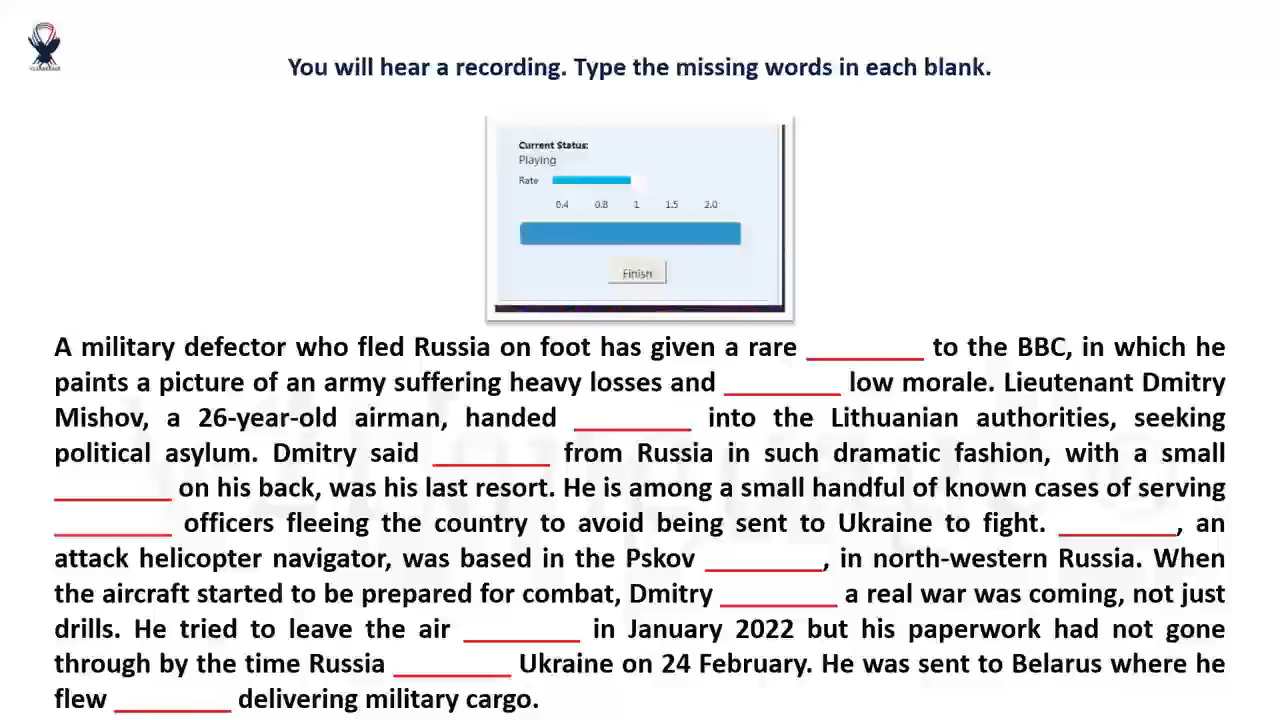 You will hear a recording. Type the missing words in each blank.
Current Status:
Playing
Rate
0.4 0.8 1 1.5 2.0
Finish
A military defector who fled Russia on foot has given a rare _________ to the BBC, in which he
paints a picture of an army suffering heavy losses and _________ low morale. Lieutenant Dmitry
Mishov, a 26-year-old airman, handed _________ into the Lithuanian authorities, seeking
political asylum. Dmitry said _________ from Russia in such dramatic fashion, with a small
_________ on his back, was his last resort. He is among a small handful of known cases of serving
_________ officers fleeing the country to avoid being sent to Ukraine to fight. _________, an
attack helicopter navigator, was based in the Pskov _________, in north-western Russia. When
the aircraft started to be prepared for combat, Dmitry _________ a real war was coming, not just
drills. He tried to leave the air _________ in January 2022 but his paperwork had not gone
through by the time Russia _________ Ukraine on 24 February. He was sent to Belarus where he
flew _________ delivering military cargo.